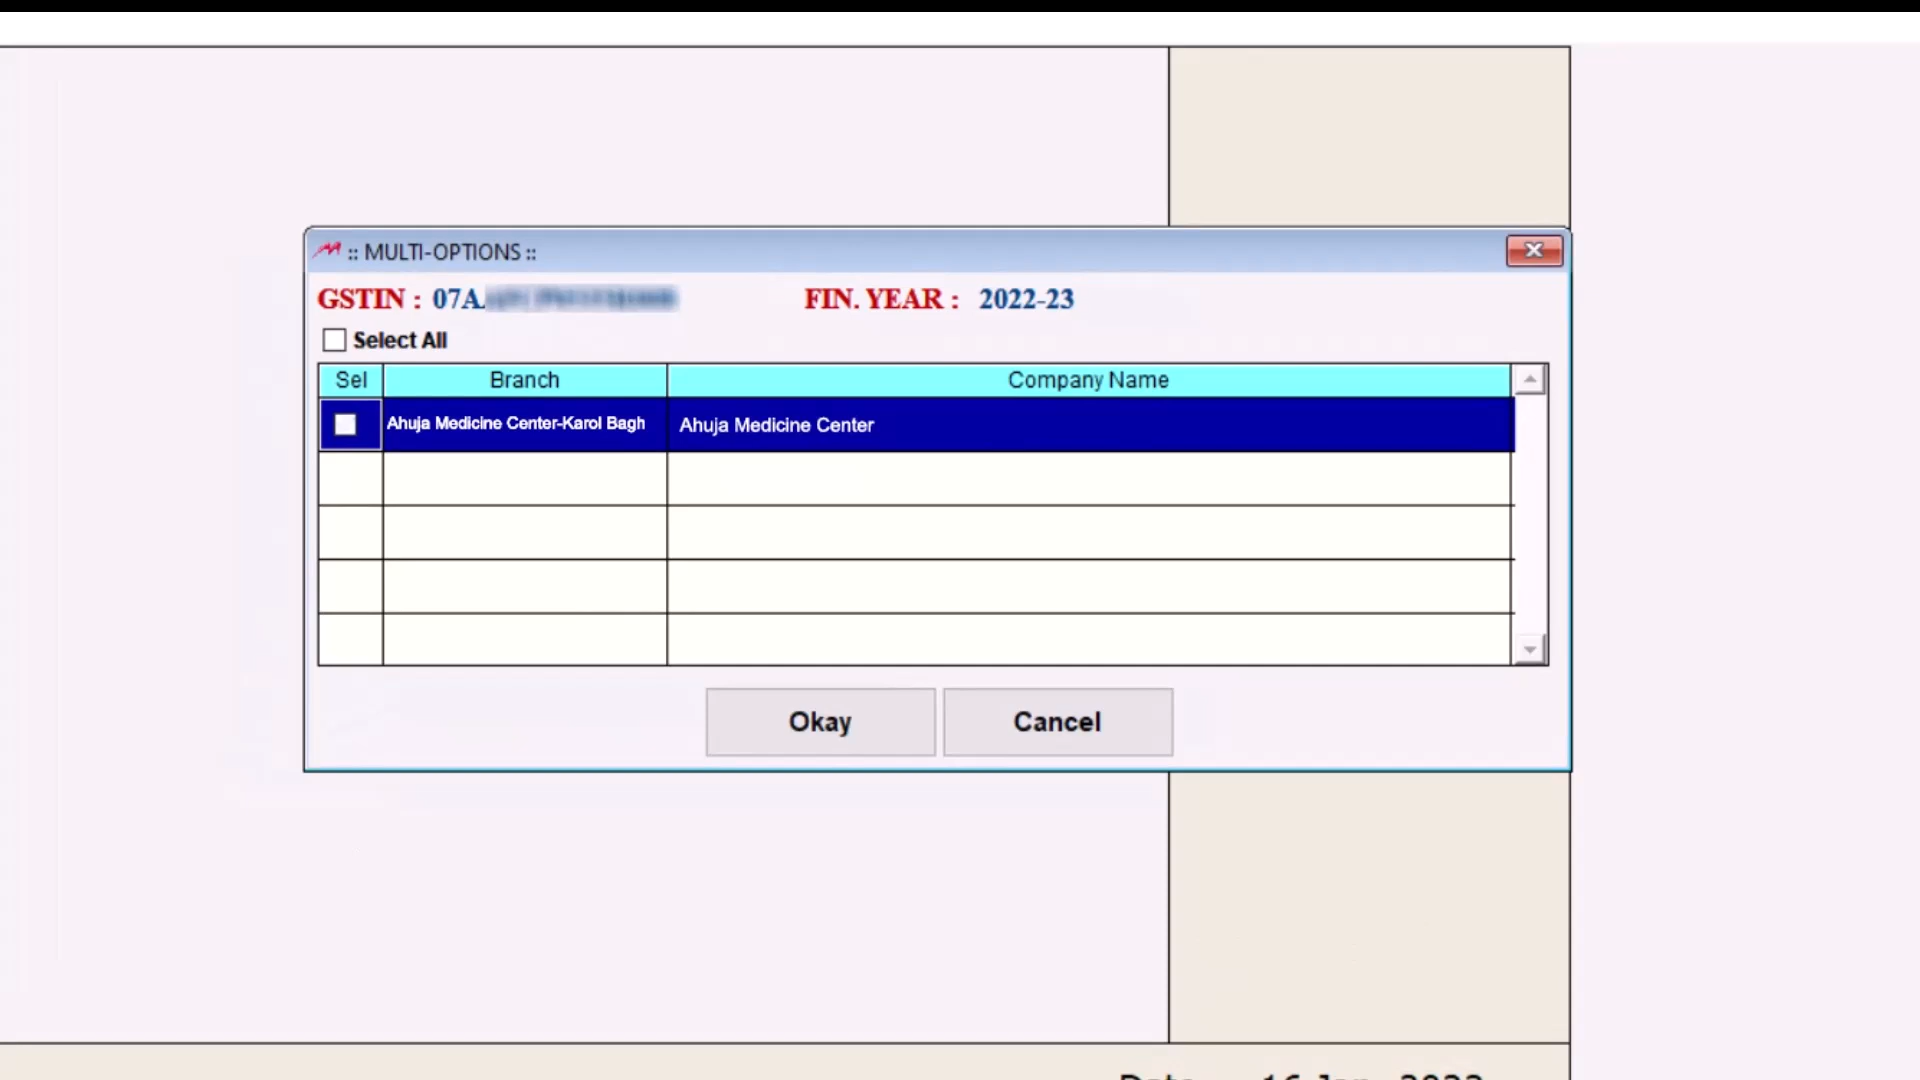 :: MULTI-OPTIONS ::
GSTIN : 07A FIN. YEAR : 2022-23
Select All
Sel Branch Company Name
Ahuja Medicine Center-Karol Bagh Ahuja Medicine Center
Okay Cancel